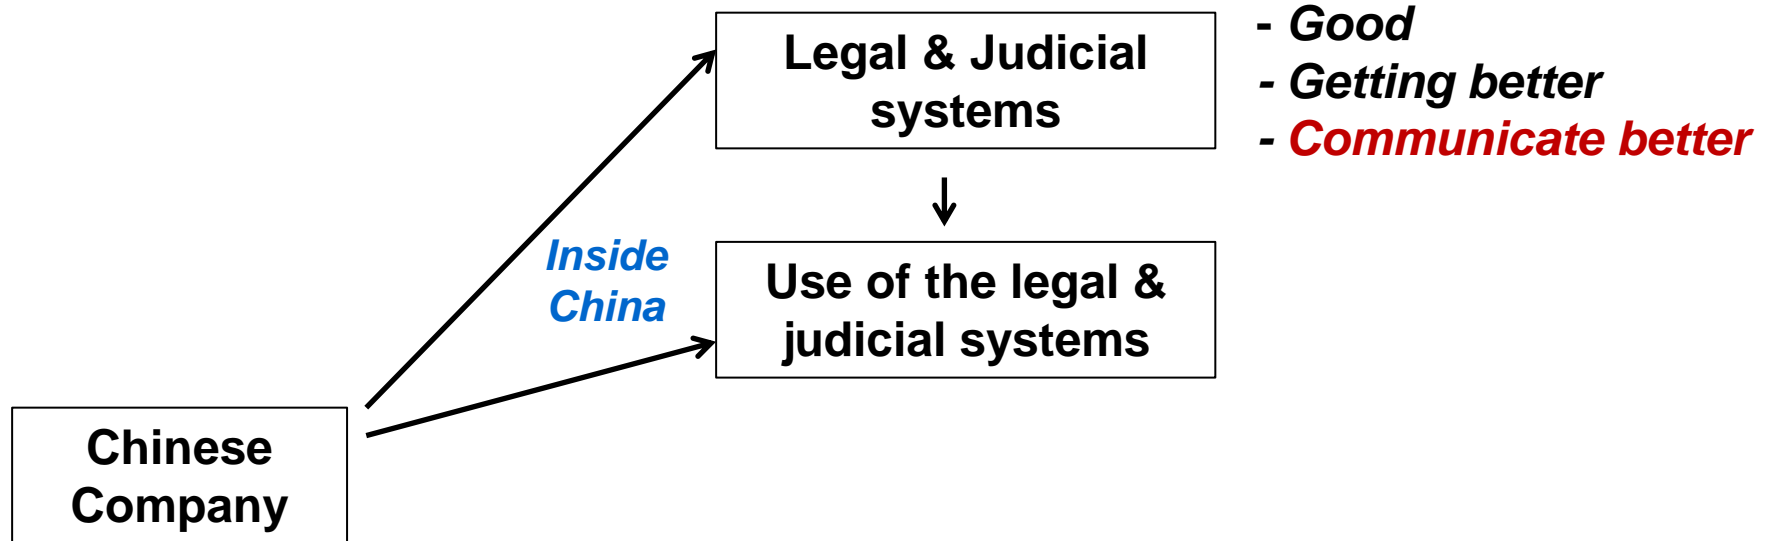 Legal & Judicial
systems
- Good
- Getting better
- Communicate better
Inside
China
Use of the legal &
judicial systems
Chinese
Company